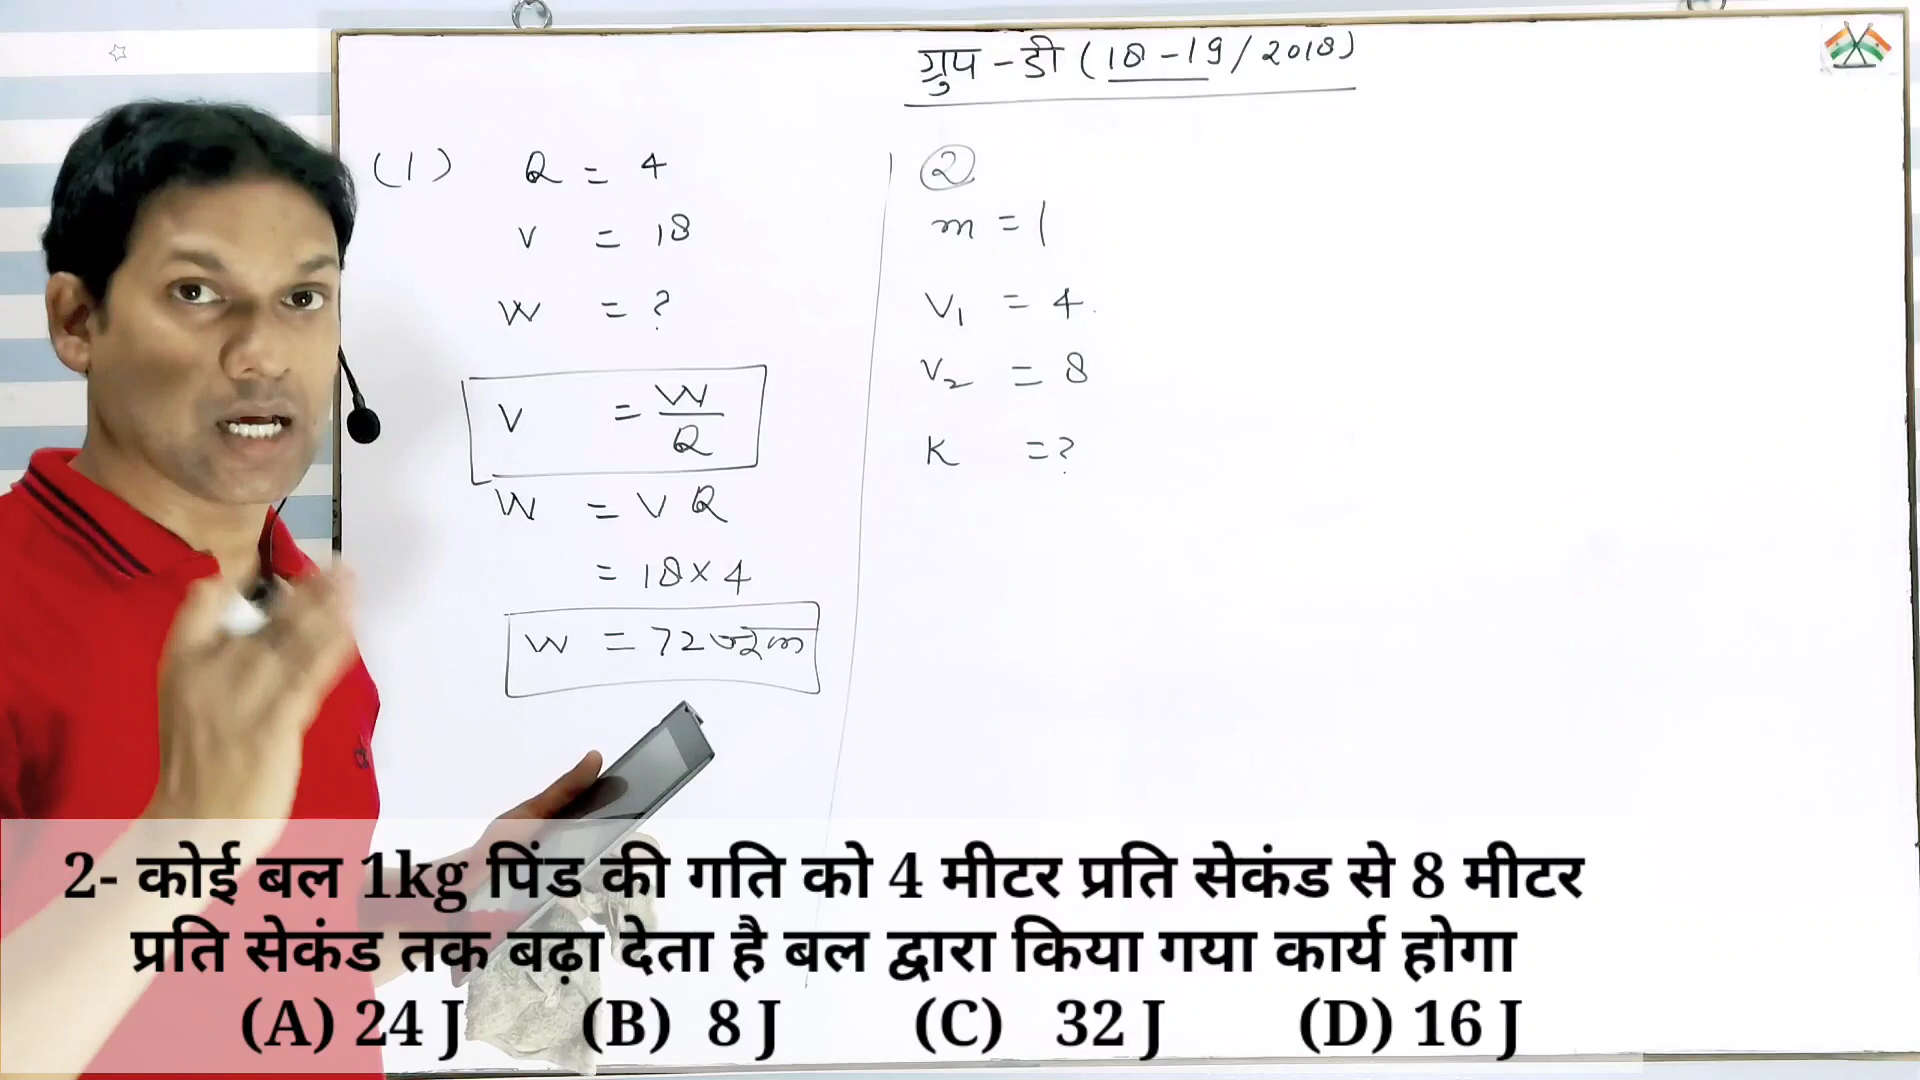 ग्रुप - डी ( 18 - 19 / 2018 )
(1) Q = 4
V = 18
W = ?
V = W/Q
W = V Q
= 18 × 4
W = 72 जूल
2
m = 1
V₁ = 4
V₂ = 8
K = ?
2- कोई बल 1kg पिंड की गति को 4 मीटर प्रति सेकंड से 8 मीटर
प्रति सेकंड तक बढ़ा देता है बल द्वारा किया गया कार्य होगा
(A) 24 J (B) 8 J (C) 32 J (D) 16 J